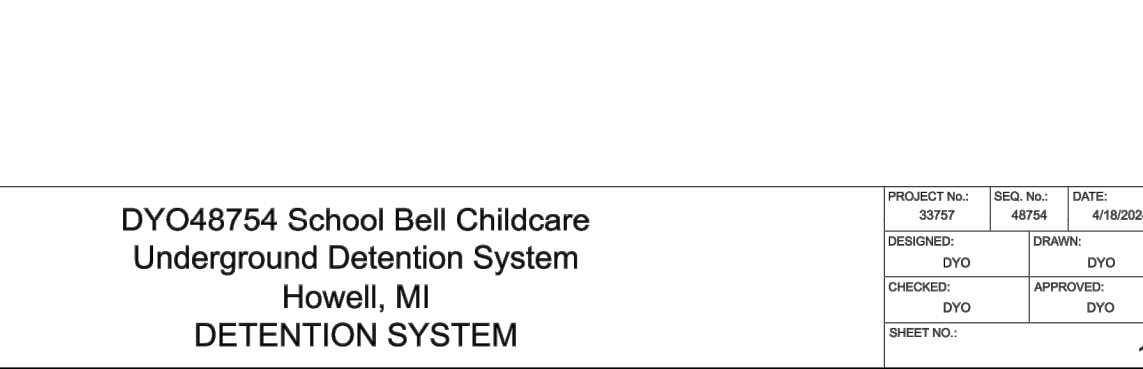 DYO48754 School Bell Childcare
Underground Detention System
Howell, MI
DETENTION SYSTEM
PROJECT No.: SEQ. No.: DATE:
33757 48754
DESIGNED: DRAWN:
DYO DYO
CHECKED: APPROVED:
DYO DYO
SHEET NO.: